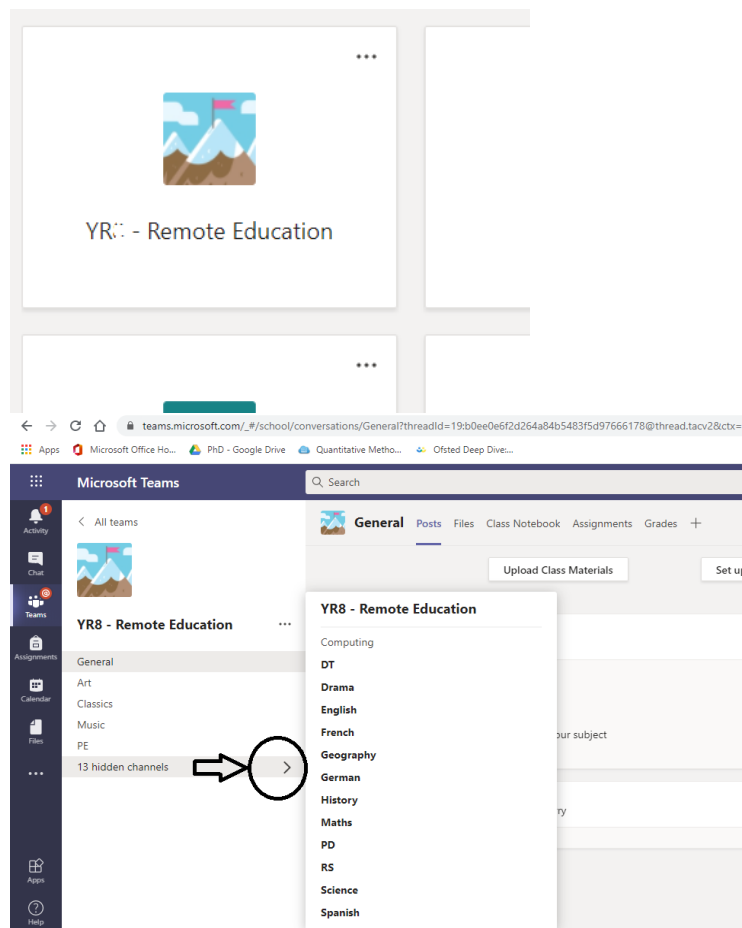 - Remote Education
teams.microsoft.com/_#/school/conversations/General?threadId=19:b0ee0e6f2d264a84b5483f5d97666178@thread.tacv2&ctx=
Apps Microsoft Office Ho... PhD - Google Drive Quantitative Metho... Ofsted Deep Dive:...
Microsoft Teams
Search
1
Activity
Chat
@
Teams
Assignments
Calendar
Files
...
Apps
Help
< All teams
YR8 - Remote Education ...
General
Art
Classics
Music
PE
13 hidden channels >
General Posts Files Class Notebook Assignments Grades +
Upload Class Materials Set up
YR8 - Remote Education
Computing
DT
Drama
English
French
Geography
German
History
Maths
PD
RS
Science
Spanish
our subject
ry